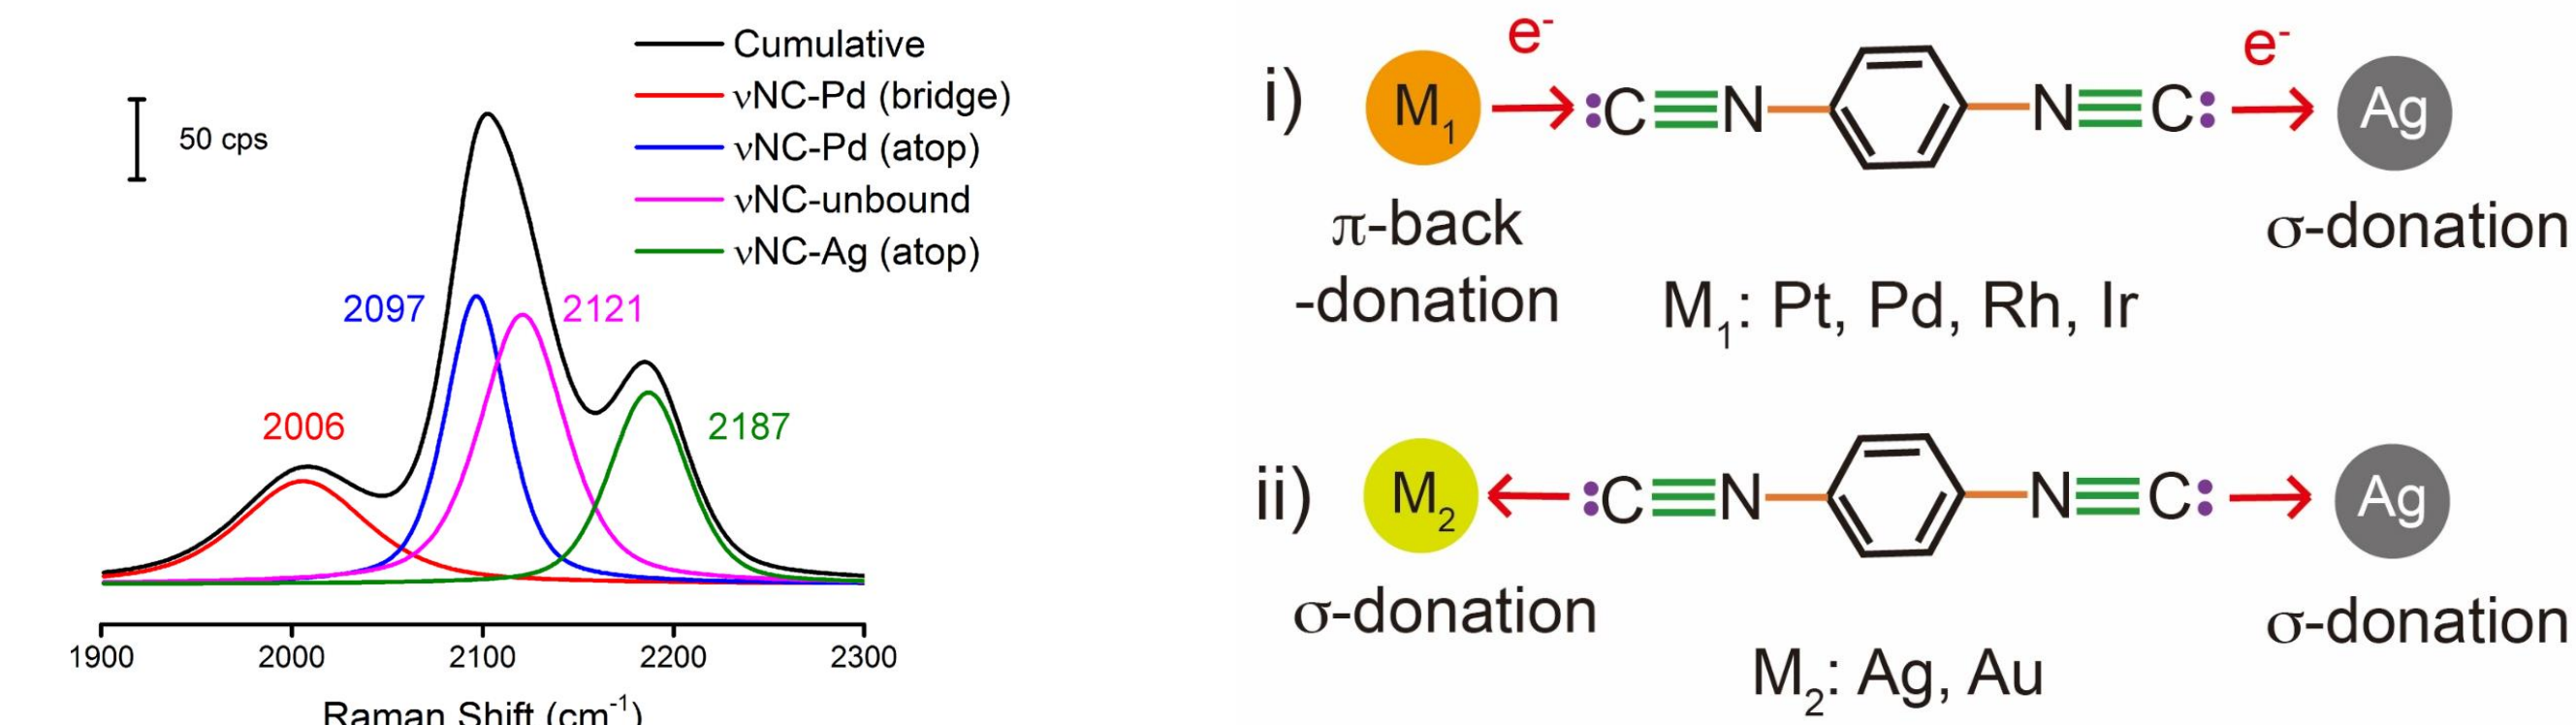 Cumulative
νNC-Pd (bridge)
νNC-Pd (atop)
νNC-unbound
νNC-Ag (atop)
50 cps
2097
2121
2006
2187
1900 2000 2100 2200 2300
Raman Shift (cm⁻¹)
e⁻ e⁻
i) M₁ :C≡N N≡C: Ag
π-back
-donation
σ-donation
M₁: Pt, Pd, Rh, Ir
ii) M₂ :C≡N N≡C: Ag
σ-donation σ-donation
M₂: Ag, Au